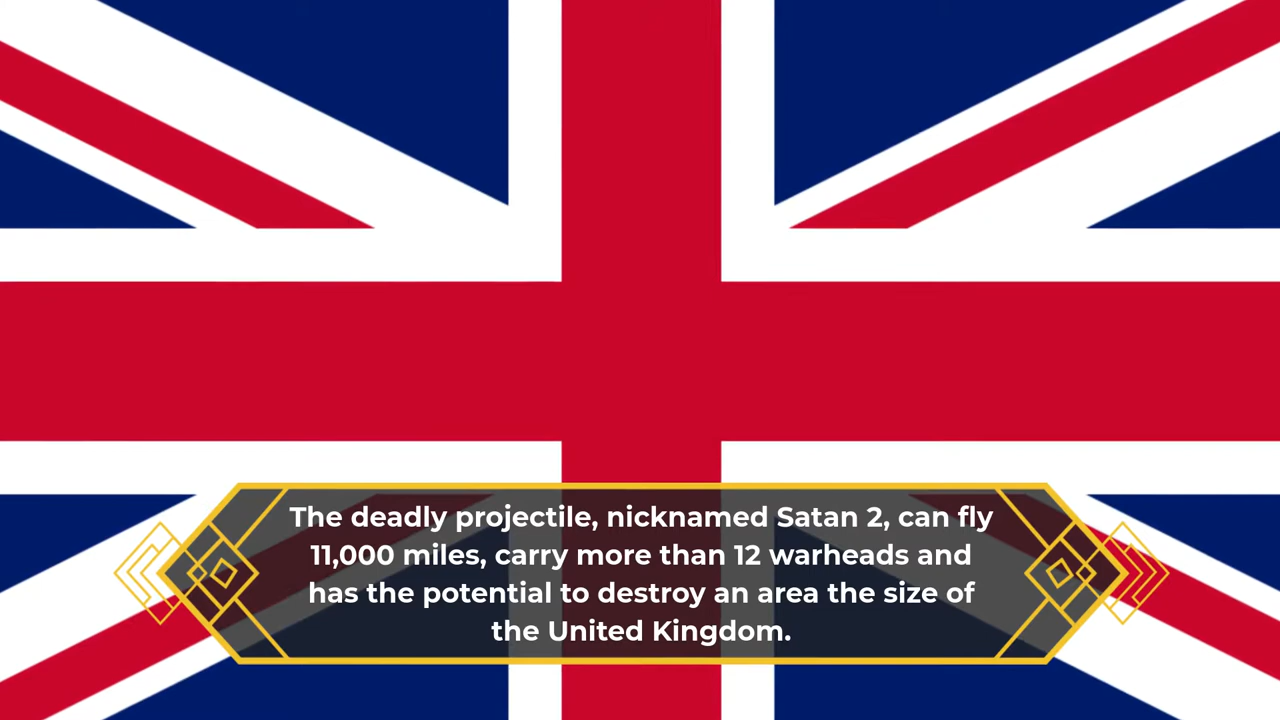 The deadly projectile, nicknamed Satan 2, can fly
11,000 miles, carry more than 12 warheads and
has the potential to destroy an area the size of
the United Kingdom.